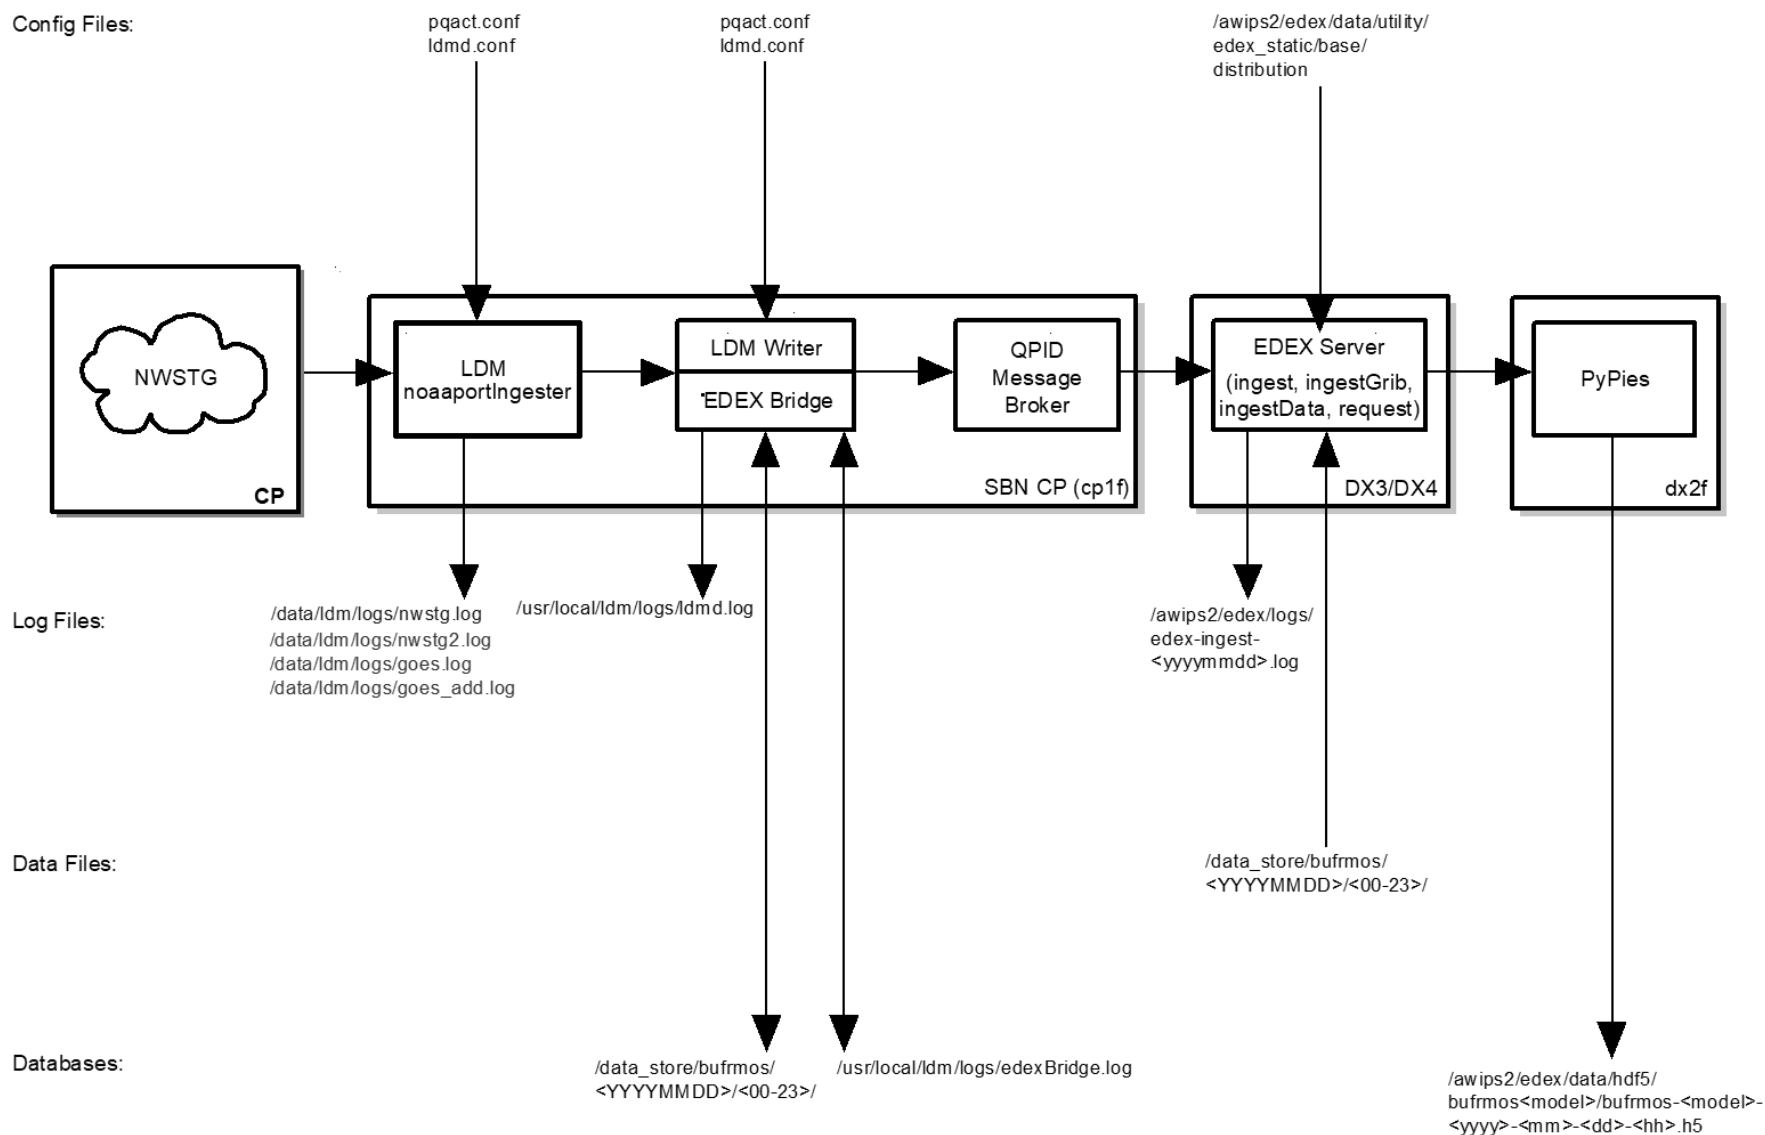 Config Files:
pqact.conf
ldmd.conf
pqact.conf
ldmd.conf
/awips2/edex/data/utility/
edex_static/base/
distribution
NWSTG
CP
LDM
noaaportIngester
LDM Writer
EDEX Bridge
QPID
Message
Broker
SBN CP (cp1f)
EDEX Server
(ingest, ingestGrib,
ingestData, request)
DX3/DX4
PyPies
dx2f
Log Files:
/data/ldm/logs/nwstg.log
/data/ldm/logs/nwstg2.log
/data/ldm/logs/goes.log
/data/ldm/logs/goes_add.log
/usr/local/ldm/logs/ldmd.log
/awips2/edex/logs/
edex-ingest-
<yyyymmdd>.log
Data Files:
/data_store/bufrmos/
<YYYYMMDD>/<00-23>/
Databases:
/data_store/bufrmos/
<YYYYMMDD>/<00-23>/
/usr/local/ldm/logs/edexBridge.log
/awips2/edex/data/hdf5/
bufrmos<model>/bufrmos-<model>-
<yyyy>-<mm>-<dd>-<hh>.h5